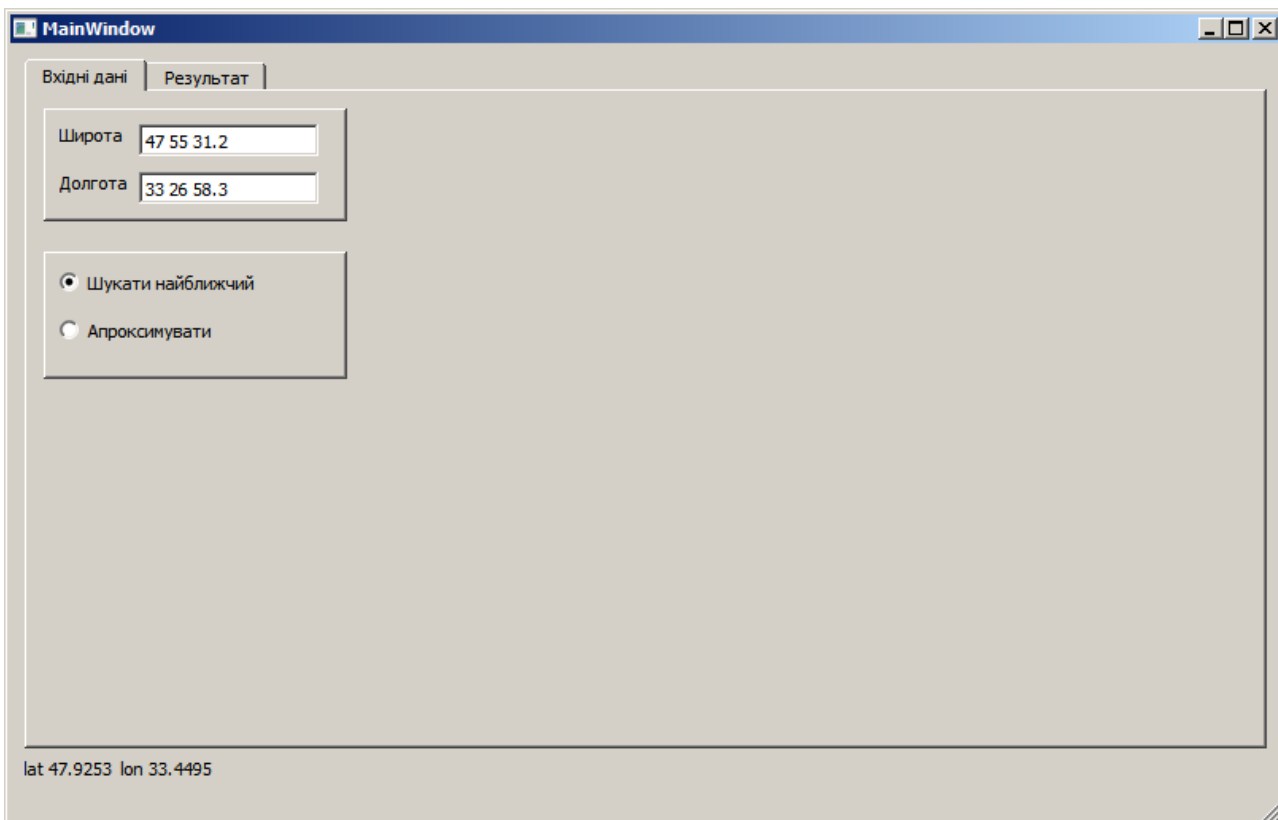 MainWindow
Вхідні дані Результат
Широта 47 55 31.2
Долгота 33 26 58.3
Шукати найближчий
Апроксимувати
lat 47.9253 lon 33.4495